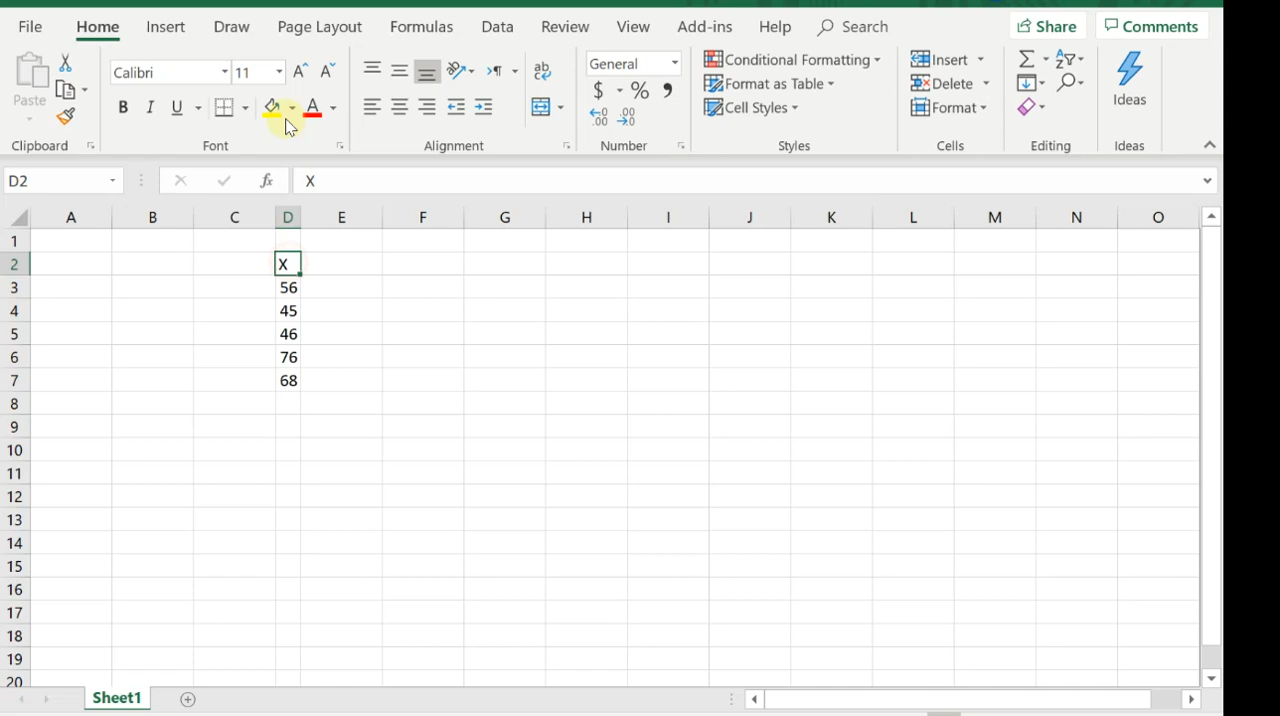 File Home Insert Draw Page Layout Formulas Data Review View Add-ins Help Search Share Comments
Paste Calibri 11 General Conditional Formatting Insert
Format as Table Delete Ideas
B I U A $ % Cell Styles Format
Clipboard Font Alignment Number Styles Cells Editing Ideas
D2 fx X
A B C D E F G H I J K L M N O
1
2 X
3 56
4 45
5 46
6 76
7 68
8
9
10
11
12
13
14
15
16
17
18
19
20
Sheet1